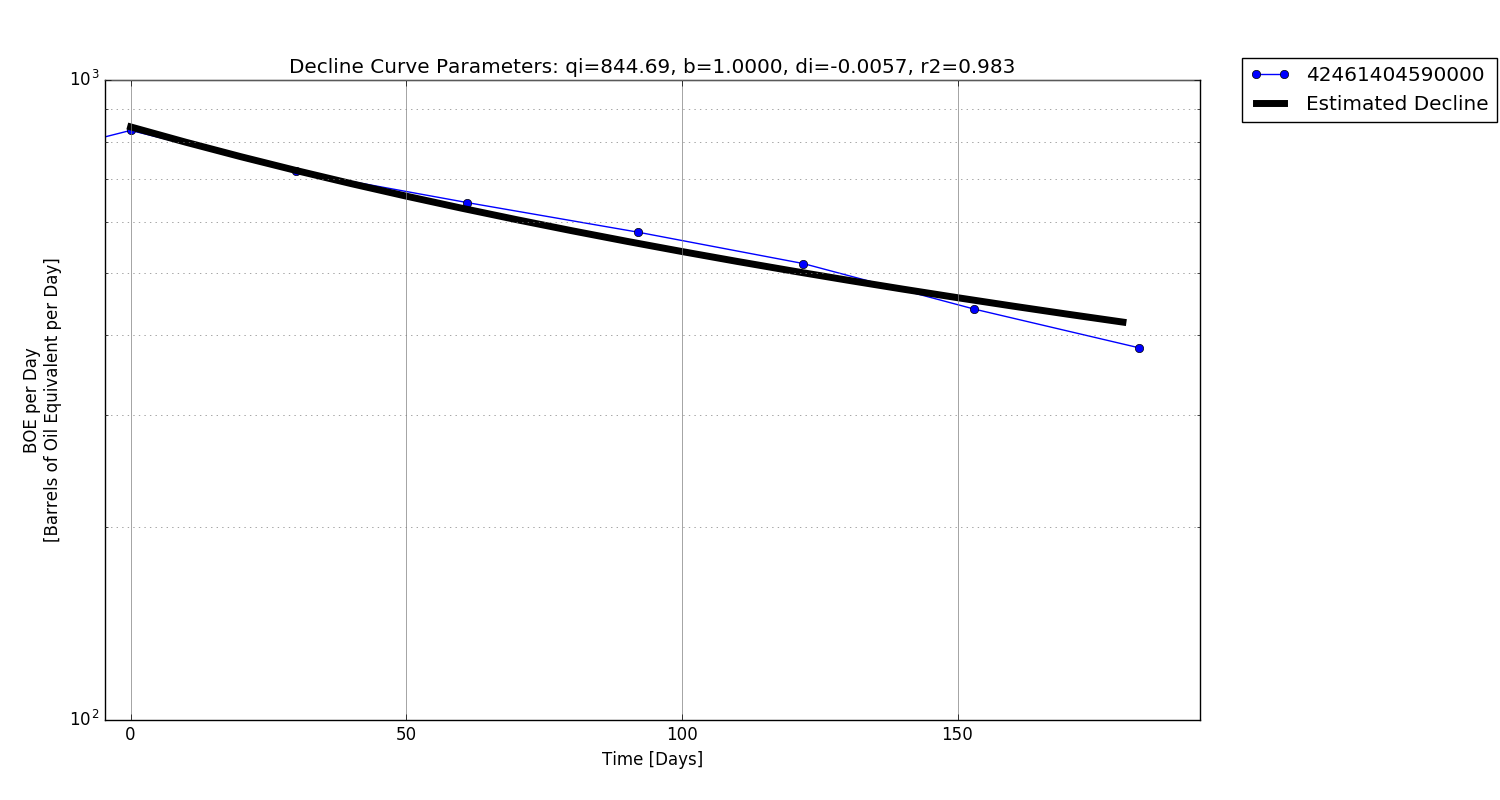 Decline Curve Parameters: qi=844.69, b=1.0000, di=-0.0057, r2=0.983
42461404590000
Estimated Decline
10³
10²
BOE per Day
[Barrels of Oil Equivalent per Day]
0 50 100 150
Time [Days]